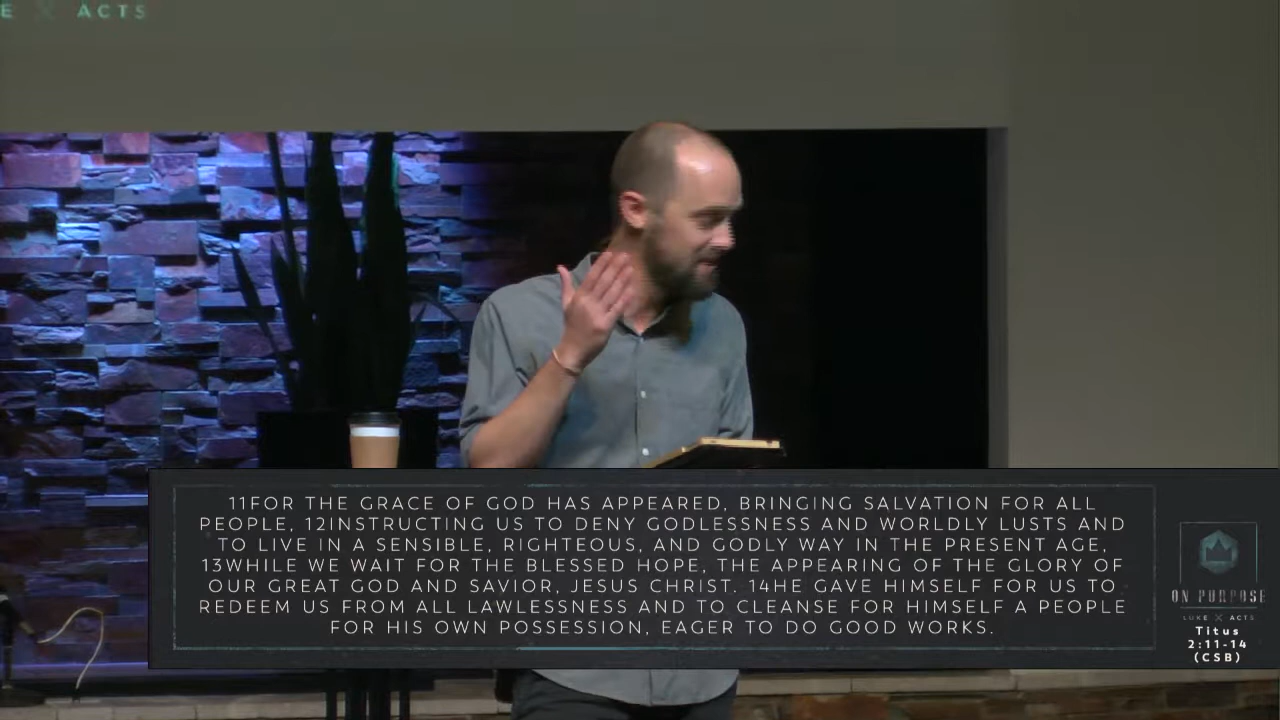 E X ACTS
11FOR THE GRACE OF GOD HAS APPEARED, BRINGING SALVATION FOR ALL
PEOPLE, 12INSTRUCTING US TO DENY GODLESSNESS AND WORLDLY LUSTS AND
TO LIVE IN A SENSIBLE, RIGHTEOUS, AND GODLY WAY IN THE PRESENT AGE,
13WHILE WE WAIT FOR THE BLESSED HOPE, THE APPEARING OF THE GLORY OF
OUR GREAT GOD AND SAVIOR, JESUS CHRIST. 14HE GAVE HIMSELF FOR US TO
REDEEM US FROM ALL LAWLESSNESS AND TO CLEANSE FOR HIMSELF A PEOPLE
FOR HIS OWN POSSESSION, EAGER TO DO GOOD WORKS.
ON PURPOSE
LUKE X ACTS
Titus
2:11-14
(CSB)